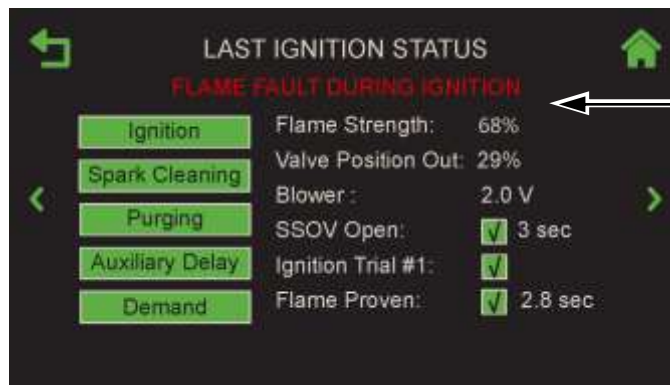 LAST IGNITION STATUS
FLAME FAULT DURING IGNITION
Ignition
Spark Cleaning
Purging
Auxiliary Delay
Demand
Flame Strength: 68%
Valve Position Out: 29%
Blower : 2.0 V
SSOV Open: √ 3 sec
Ignition Trial #1: √
Flame Proven: √ 2.8 sec